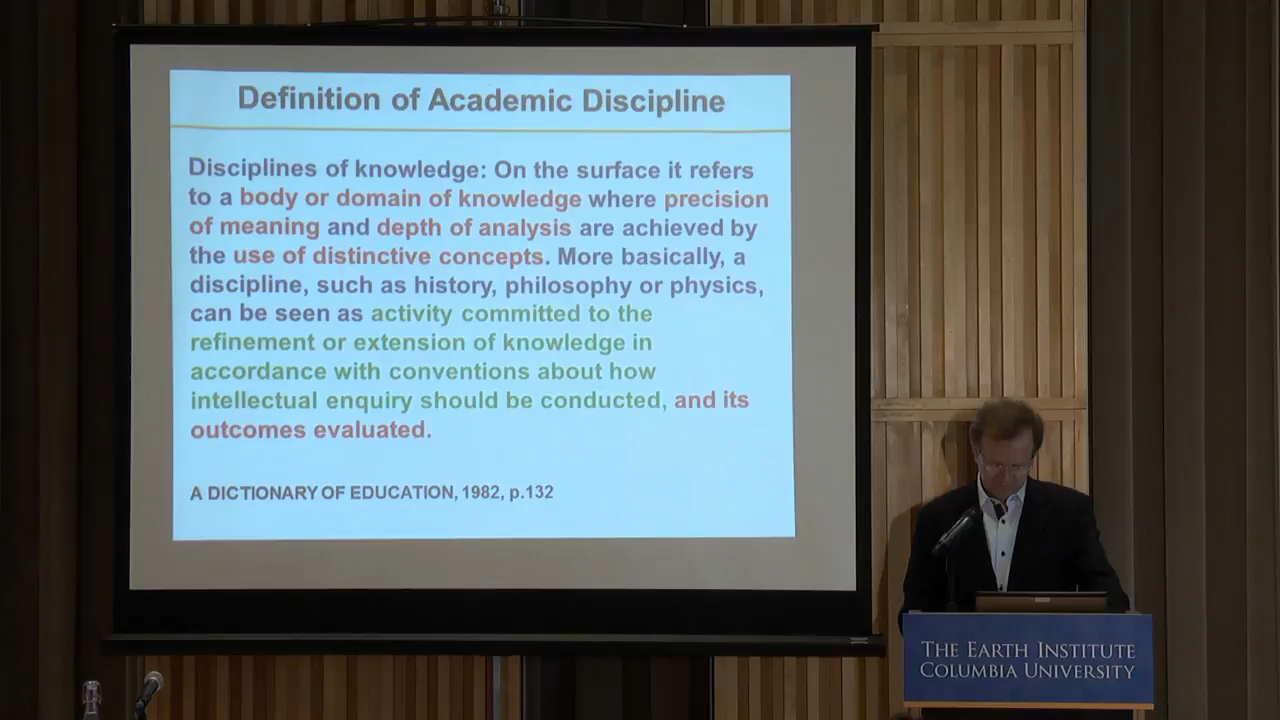 Definition of Academic Discipline
Disciplines of knowledge: On the surface it refers
to a body or domain of knowledge where precision
of meaning and depth of analysis are achieved by
the use of distinctive concepts. More basically, a
discipline, such as history, philosophy or physics,
can be seen as activity committed to the
refinement or extension of knowledge in
accordance with conventions about how
intellectual enquiry should be conducted, and its
outcomes evaluated.
A DICTIONARY OF EDUCATION, 1982, p.132
THE EARTH INSTITUTE
COLUMBIA UNIVERSITY